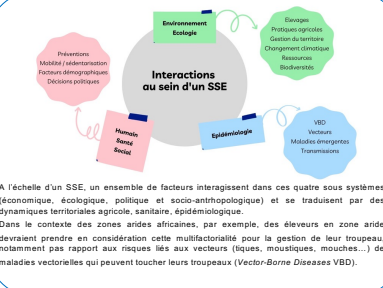 Environnement
Ecologie
Elevages
Pratiques agricoles
Gestion du territoire
Changement climatique
Ressources
Biodiversités
Préventions
Mobilité / sédentarisation
Facteurs démographiques
Décisions politiques
Interactions
au sein d'un SSE
Humain
Santé
Social
Epidémiologie
VBD
Vecteurs
Maladies émergentes
Transmissions
A l'échelle d'un SSE, un ensemble de facteurs interagissent dans ces quatre sous systèmes
(économique, écologique, politique et socio-antrhopologique) et se traduisent par des
dynamiques territoriales agricole, sanitaire, épidémiologique.
Dans le contexte des zones arides africaines, par exemple, des éleveurs en zone aride
devraient prendre en considération cette multifactorialité pour la gestion de leur troupeau
notamment pas rapport aux risques liés aux vecteurs (tiques, moustiques, mouches...) de
maladies vectorielles qui peuvent toucher leurs troupeaux (Vector-Borne Diseases VBD).